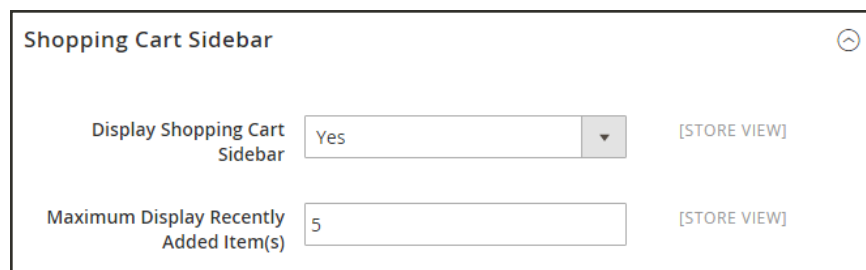 Shopping Cart Sidebar
Display Shopping Cart
Sidebar
Yes
[STORE VIEW]
Maximum Display Recently
Added Item(s)
5
[STORE VIEW]